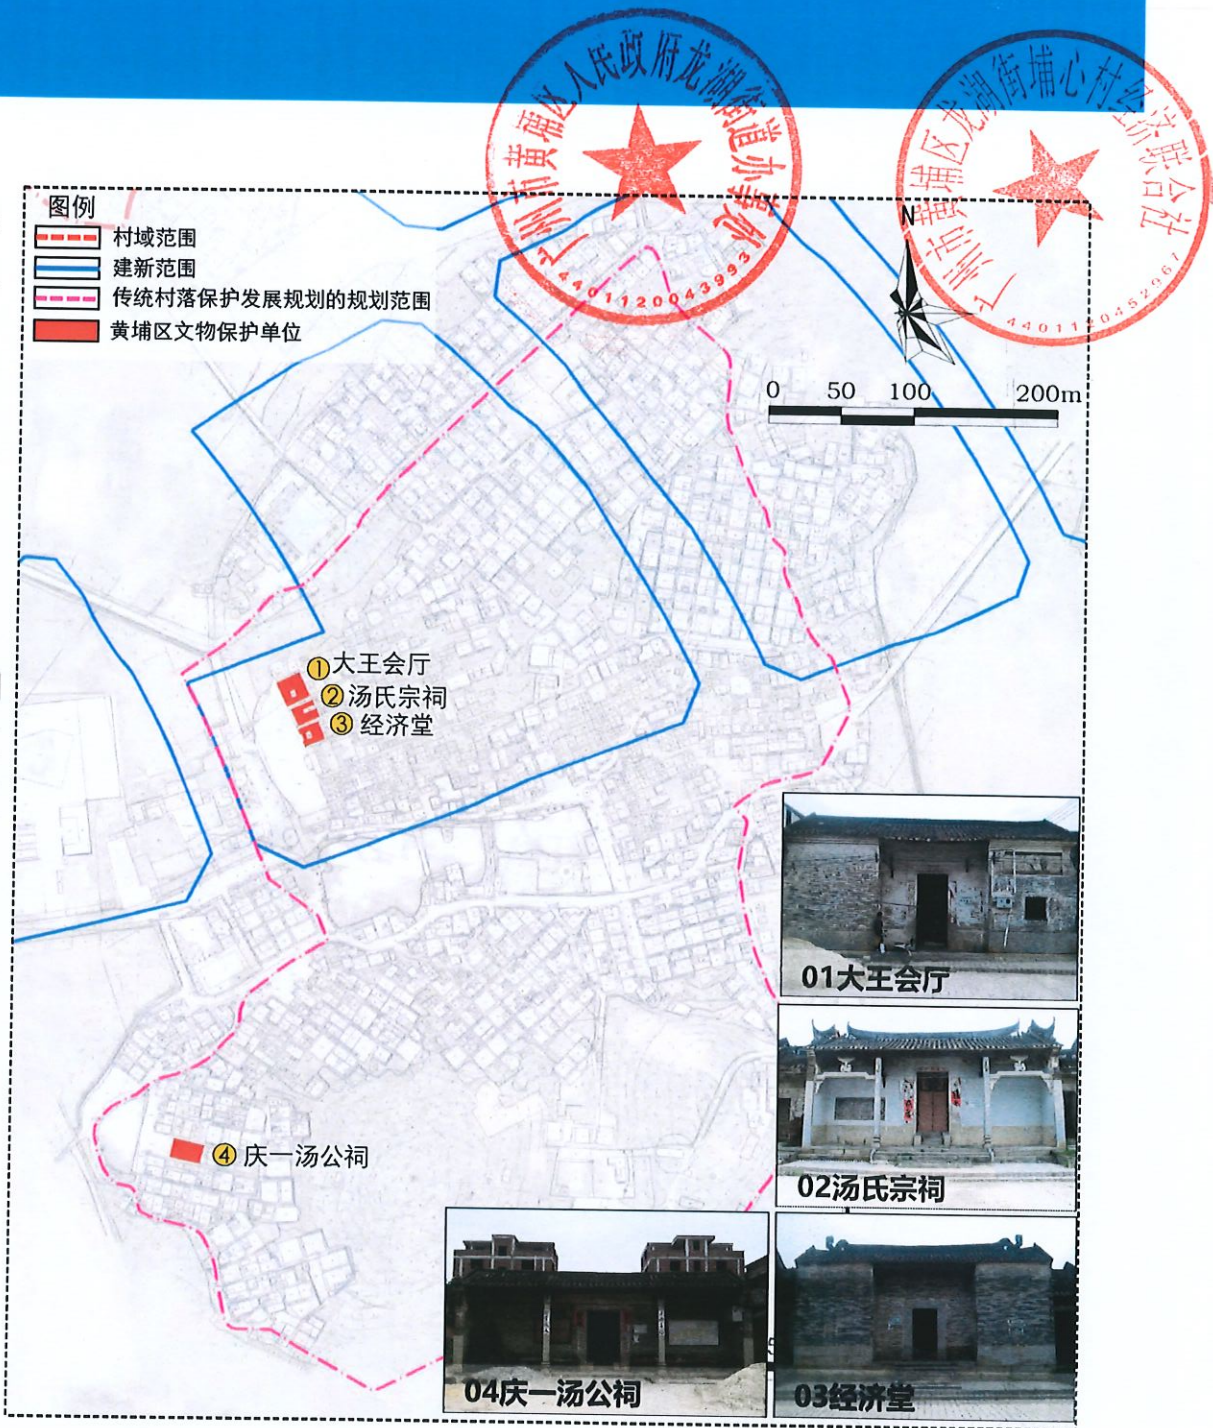 广州市黄埔区人民政府龙湖街道办事处
4401120043993
广州市黄埔区龙湖街埔心村经济联合社
4401120452967
图例
村域范围
建新范围
传统村落保护发展规划的规划范围
黄埔区文物保护单位
N
0 50 100 200m
①大王会厅
②汤氏宗祠
③经济堂
④庆一汤公祠
01大王会厅
02汤氏宗祠
04庆一汤公祠
03经济堂